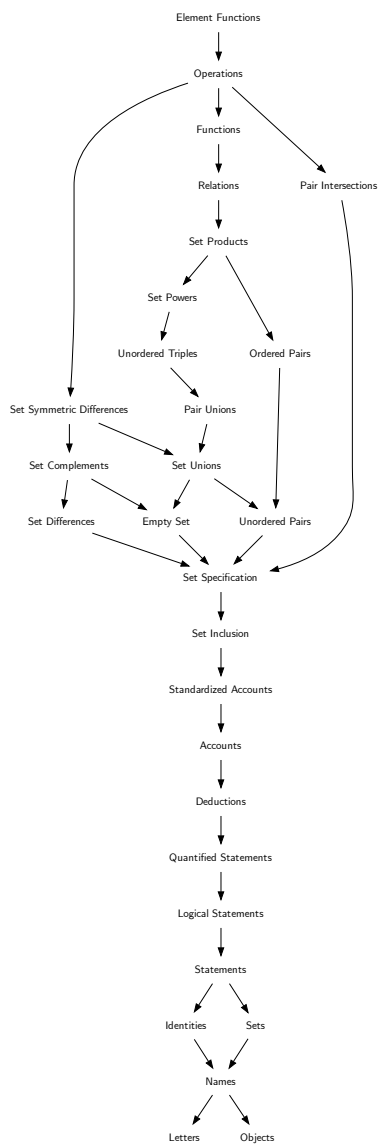 Element Functions
Operations
Functions
Relations
Pair Intersections
Set Products
Set Powers
Unordered Triples
Ordered Pairs
Set Symmetric Differences
Pair Unions
Set Complements
Set Unions
Set Differences
Empty Set
Unordered Pairs
Set Specification
Set Inclusion
Standardized Accounts
Accounts
Deductions
Quantified Statements
Logical Statements
Statements
Identities
Sets
Names
Letters
Objects